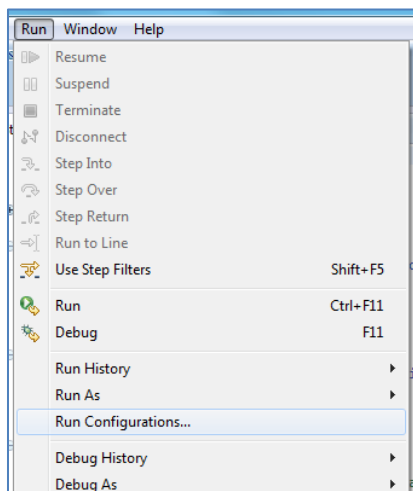 Run Window Help
Resume
Suspend
Terminate
Disconnect
Step Into
Step Over
Step Return
Run to Line
Use Step Filters Shift+F5
Run Ctrl+F11
Debug F11
Run History
Run As
Run Configurations...
Debug History
Debug As